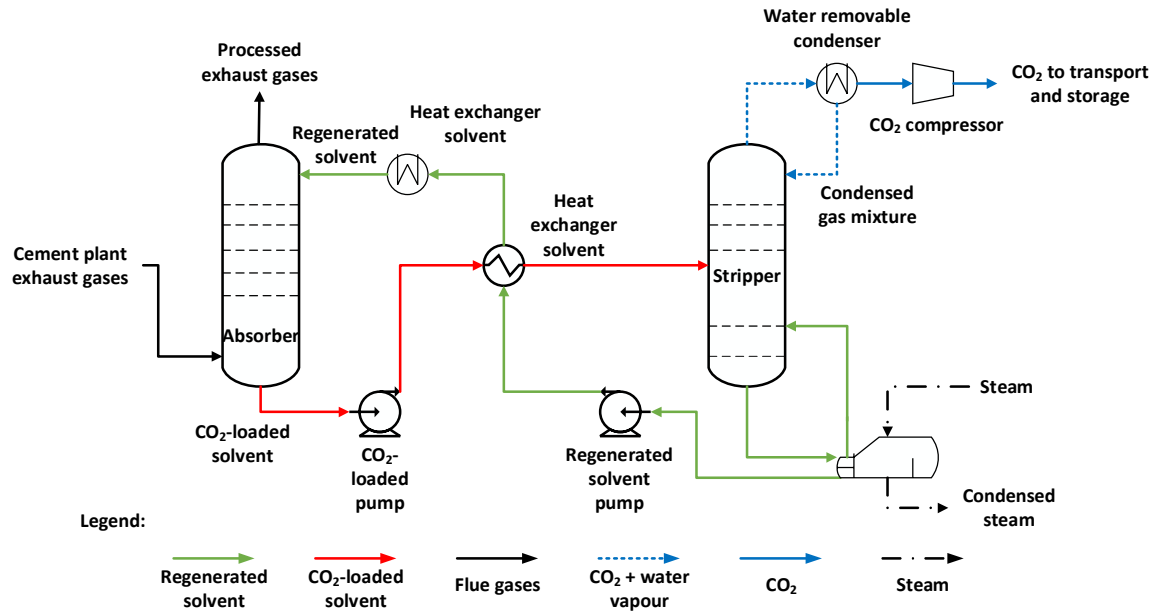 Processed
exhaust gases
Water removable
condenser
CO₂ to transport
and storage
CO₂ compressor
Heat exchanger
solvent
Regenerated
solvent
Condensed
gas mixture
Heat
exchanger
solvent
Cement plant
exhaust gases
Stripper
Absorber
Steam
CO₂-loaded
solvent
CO₂-
loaded
pump
Regenerated
solvent
pump
Condensed
steam
Legend:
Regenerated
solvent
CO₂-loaded
solvent
Flue gases
CO₂ + water
vapour
CO₂
Steam